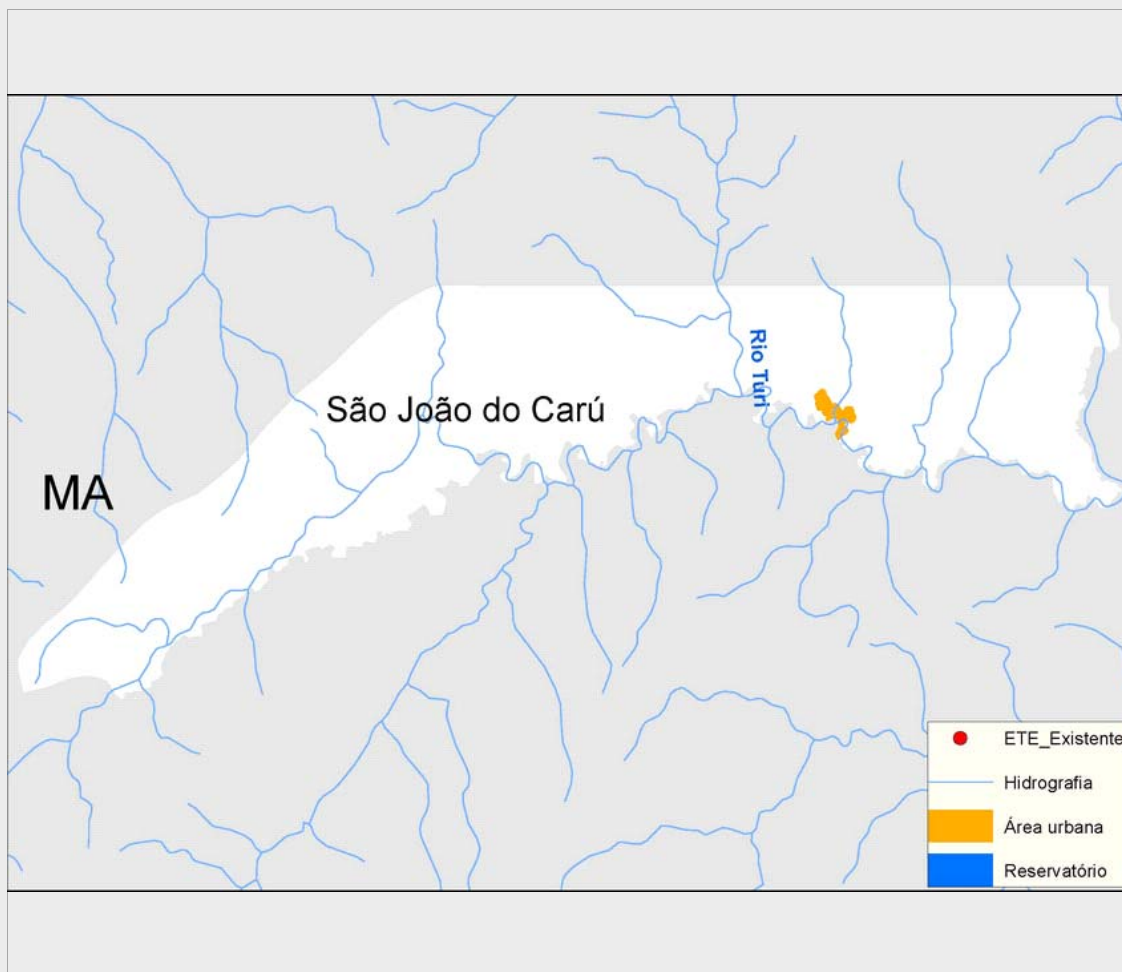 Rio Turi
São João do Carú
MA
ETE_Existente
Hidrografia
Área urbana
Reservatório